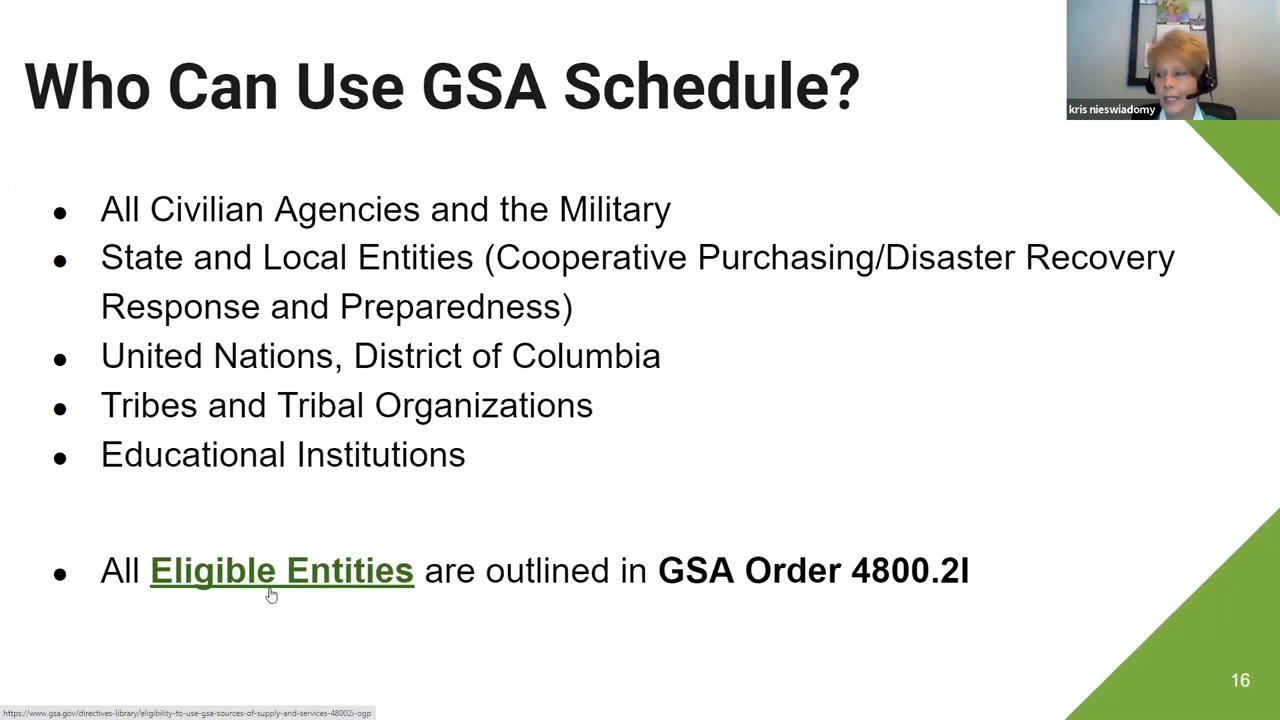 Who Can Use GSA Schedule?
kris nieswiadomy
● All Civilian Agencies and the Military
● State and Local Entities (Cooperative Purchasing/Disaster Recovery
Response and Preparedness)
● United Nations, District of Columbia
● Tribes and Tribal Organizations
● Educational Institutions
● All Eligible Entities are outlined in GSA Order 4800.2I
16
https://www.gsa.gov/directives-library/eligibility-to-use-gsa-sources-of-supply-and-services-48002i-ogp